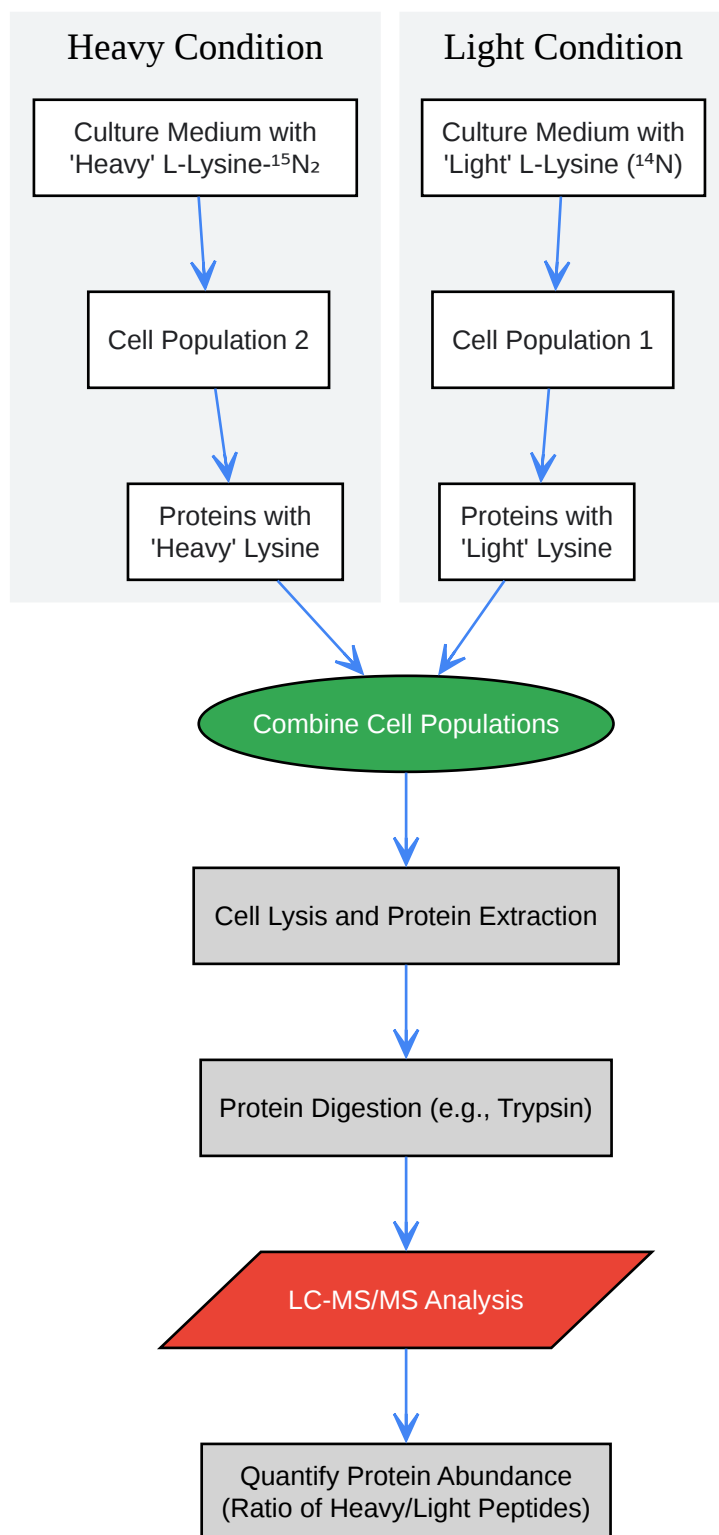 Heavy Condition
Culture Medium with
'Heavy' L-Lysine-¹⁵N₂
Cell Population 2
Proteins with
'Heavy' Lysine
Light Condition
Culture Medium with
'Light' L-Lysine (¹⁴N)
Cell Population 1
Proteins with
'Light' Lysine
Combine Cell Populations
Cell Lysis and Protein Extraction
Protein Digestion (e.g., Trypsin)
LC-MS/MS Analysis
Quantify Protein Abundance
(Ratio of Heavy/Light Peptides)